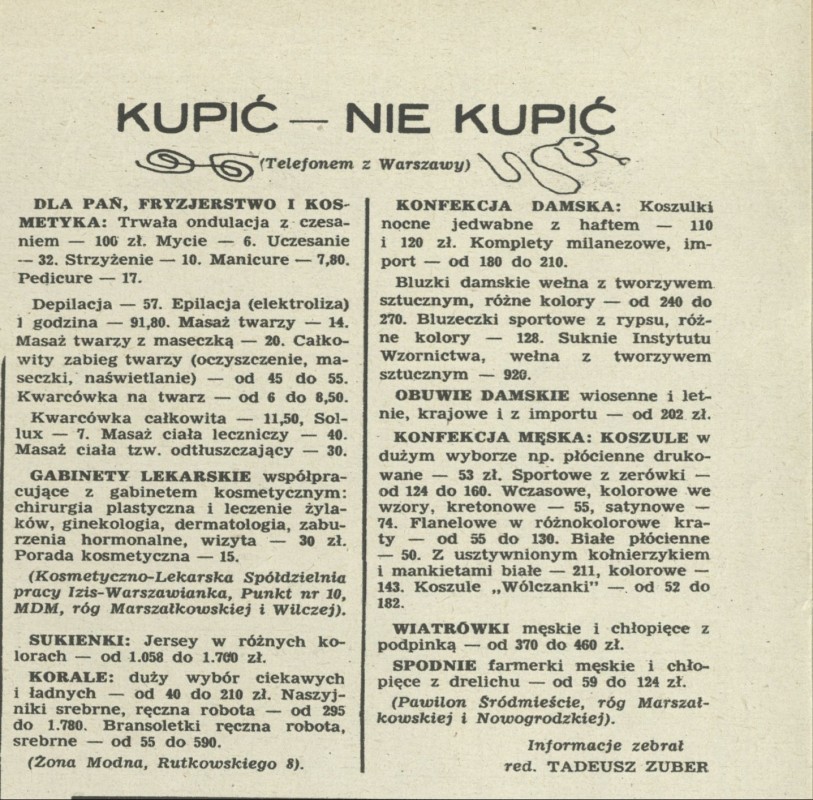 KUPIĆ — NIE KUPIĆ
(Telefonem z Warszawy)
DLA PAŃ, FRYZJERSTWO I KOS-
METYKA: Trwała ondulacja z czesa-
niem — 100 zł. Mycie — 6. Uczesanie
— 32. Strzyżenie — 10. Manicure — 7,80.
Pedicure — 17.
Depilacja — 57. Epilacja (elektroliza)
1 godzina — 91,80. Masaż twarzy — 14.
Masaż twarzy z maseczką — 20. Całko-
wity zabieg twarzy (oczyszczenie, ma-
seczki, naświetlanie) — od 45 do 55.
Kwarcówka na twarz — od 6 do 8,50.
Kwarcówka całkowita — 11,50, Sol-
lux — 7. Masaż ciała leczniczy — 40.
Masaż ciała tzw. odtłuszczający — 30.
GABINETY LEKARSKIE współpra-
cujące z gabinetem kosmetycznym:
chirurgia plastyczna i leczenie żyla-
ków, ginekologia, dermatologia, zabu-
rzenia hormonalne, wizyta — 30 zł.
Porada kosmetyczna — 15.
(Kosmetyczno-Lekarska Spółdzielnia
pracy Izis-Warszawianka, Punkt nr 10,
MDM, róg Marszałkowskiej i Wilczej).
SUKIENKI: Jersey w różnych ko-
lorach — od 1.058 do 1.700 zł.
KORALE: duży wybór ciekawych
i ładnych — od 40 do 210 zł. Naszyj-
niki srebrne, ręczna robota — od 295
do 1.780. Bransoletki ręczna robota,
srebrne — od 55 do 590.
(Żona Modna, Rutkowskiego 8).
KONFEKCJA DAMSKA: Koszulki
nocne jedwabne z haftem — 110
i 120 zł. Komplety milanezowe, im-
port — od 180 do 210.
Bluzki damskie wełna z tworzywem
sztucznym, różne kolory — od 240 do
270. Bluzeczki sportowe z rypsu, róż-
ne kolory — 128. Suknie Instytutu
Wzornictwa, wełna z tworzywem
sztucznym — 920.
OBUWIE DAMSKIE wiosenne i let-
nie, krajowe i z importu — od 202 zł.
KONFEKCJA MĘSKA: KOSZULE w
dużym wyborze np. płócienne druko-
wane — 53 zł. Sportowe z zerówki —
od 124 do 160. Wczasowe, kolorowe we
wzory, kretonowe — 55, satynowe —
74. Flanelowe w różnokolorowe kra-
ty — od 55 do 130. Białe płócienne
— 50. Z usztywnionym kołnierzykiem
i mankietami białe — 211, kolorowe —
143. Koszule „Wólczanki” — od 52 do
182.
WIATRÓWKI męskie i chłopięce z
podpinką — od 370 do 460 zł.
SPODNIE farmerki męskie i chło-
pięce z drelichu — od 59 do 124 zł.
(Pawilon Śródmieście, róg Marszał-
kowskiej i Nowogrodzkiej).
Informacje zebrał
red. TADEUSZ ZUBER